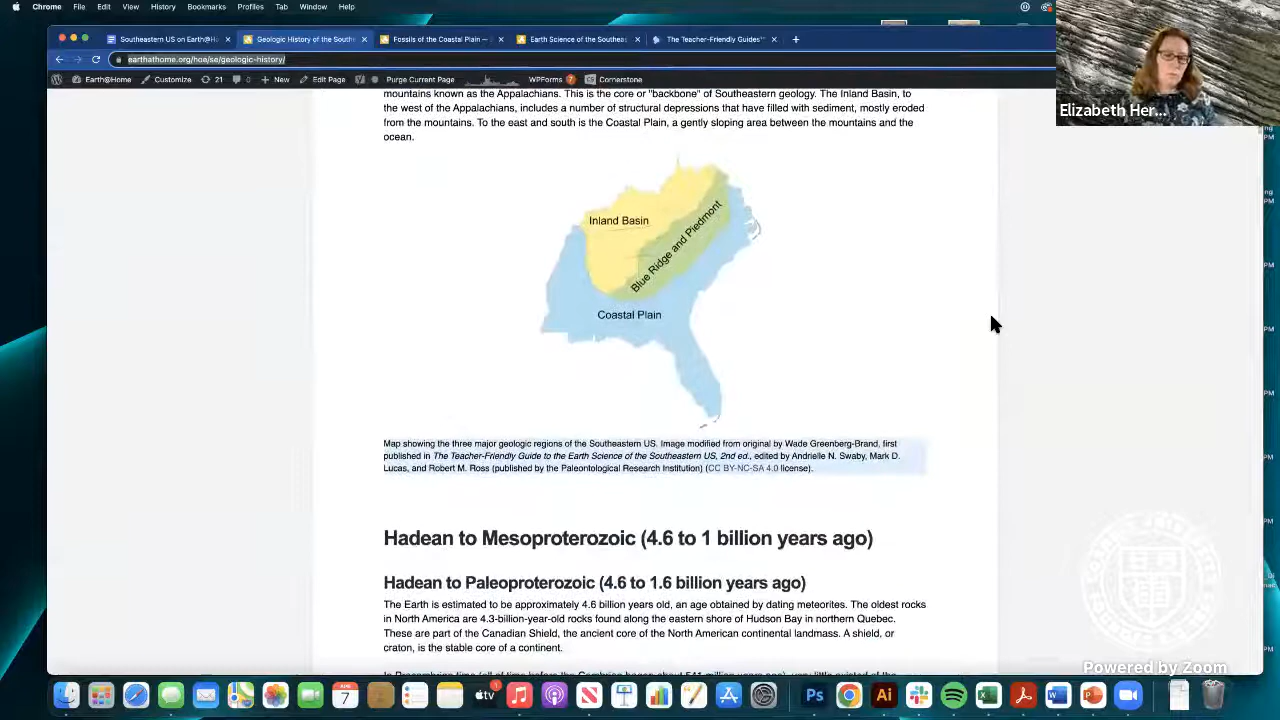 Chrome File Edit View History Bookmarks Profiles Tab Window Help
Southeastern US on Earth@H
Geologic History of the South
Fossils of the Coastal Plain —
Earth Science of the Southeas
The Teacher-Friendly Guides™
earthathome.org/hoe/se/geologic-history/
Earth@Home Customize 21 0 New Edit Page Purge Current Page WPForms 7 Cornerstone
Elizabeth Her...
mountains known as the Appalachians. This is the core or "backbone" of Southeastern geology. The Inland Basin, to
the west of the Appalachians, includes a number of structural depressions that have filled with sediment, mostly eroded
from the mountains. To the east and south is the Coastal Plain, a gently sloping area between the mountains and the
ocean.
Inland Basin
Blue Ridge and Piedmont
Coastal Plain
Map showing the three major geologic regions of the Southeastern US. Image modified from original by Wade Greenberg-Brand, first
published in The Teacher-Friendly Guide to the Earth Science of the Southeastern US, 2nd ed., edited by Andrielle N. Swaby, Mark D.
Lucas, and Robert M. Ross (published by the Paleontological Research Institution) (CC BY-NC-SA 4.0 license).
Hadean to Mesoproterozoic (4.6 to 1 billion years ago)
Hadean to Paleoproterozoic (4.6 to 1.6 billion years ago)
The Earth is estimated to be approximately 4.6 billion years old, an age obtained by dating meteorites. The oldest rocks
in North America are 4.3-billion-year-old rocks found along the eastern shore of Hudson Bay in northern Quebec.
These are part of the Canadian Shield, the ancient core of the North American continental landmass. A shield, or
craton, is the stable core of a continent.
Powered by Zoom
AUG
7
tv
1
Ps
Ai